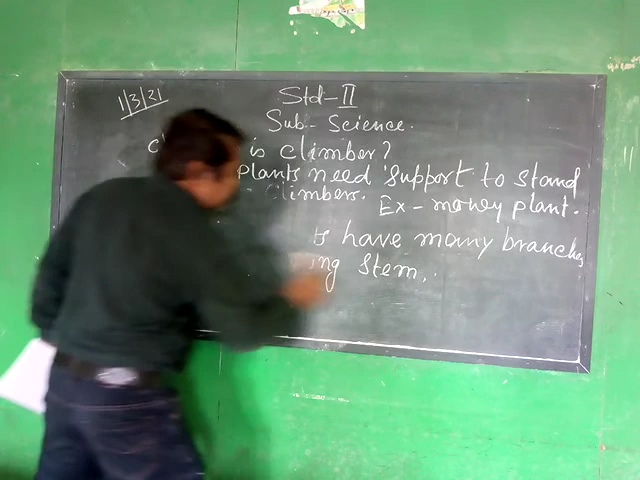 1/3/21
Std-II
Sub- Science.
is climber?
Plants need support to stand
climbers.
Ex - money plant.
have many branches
Stem.